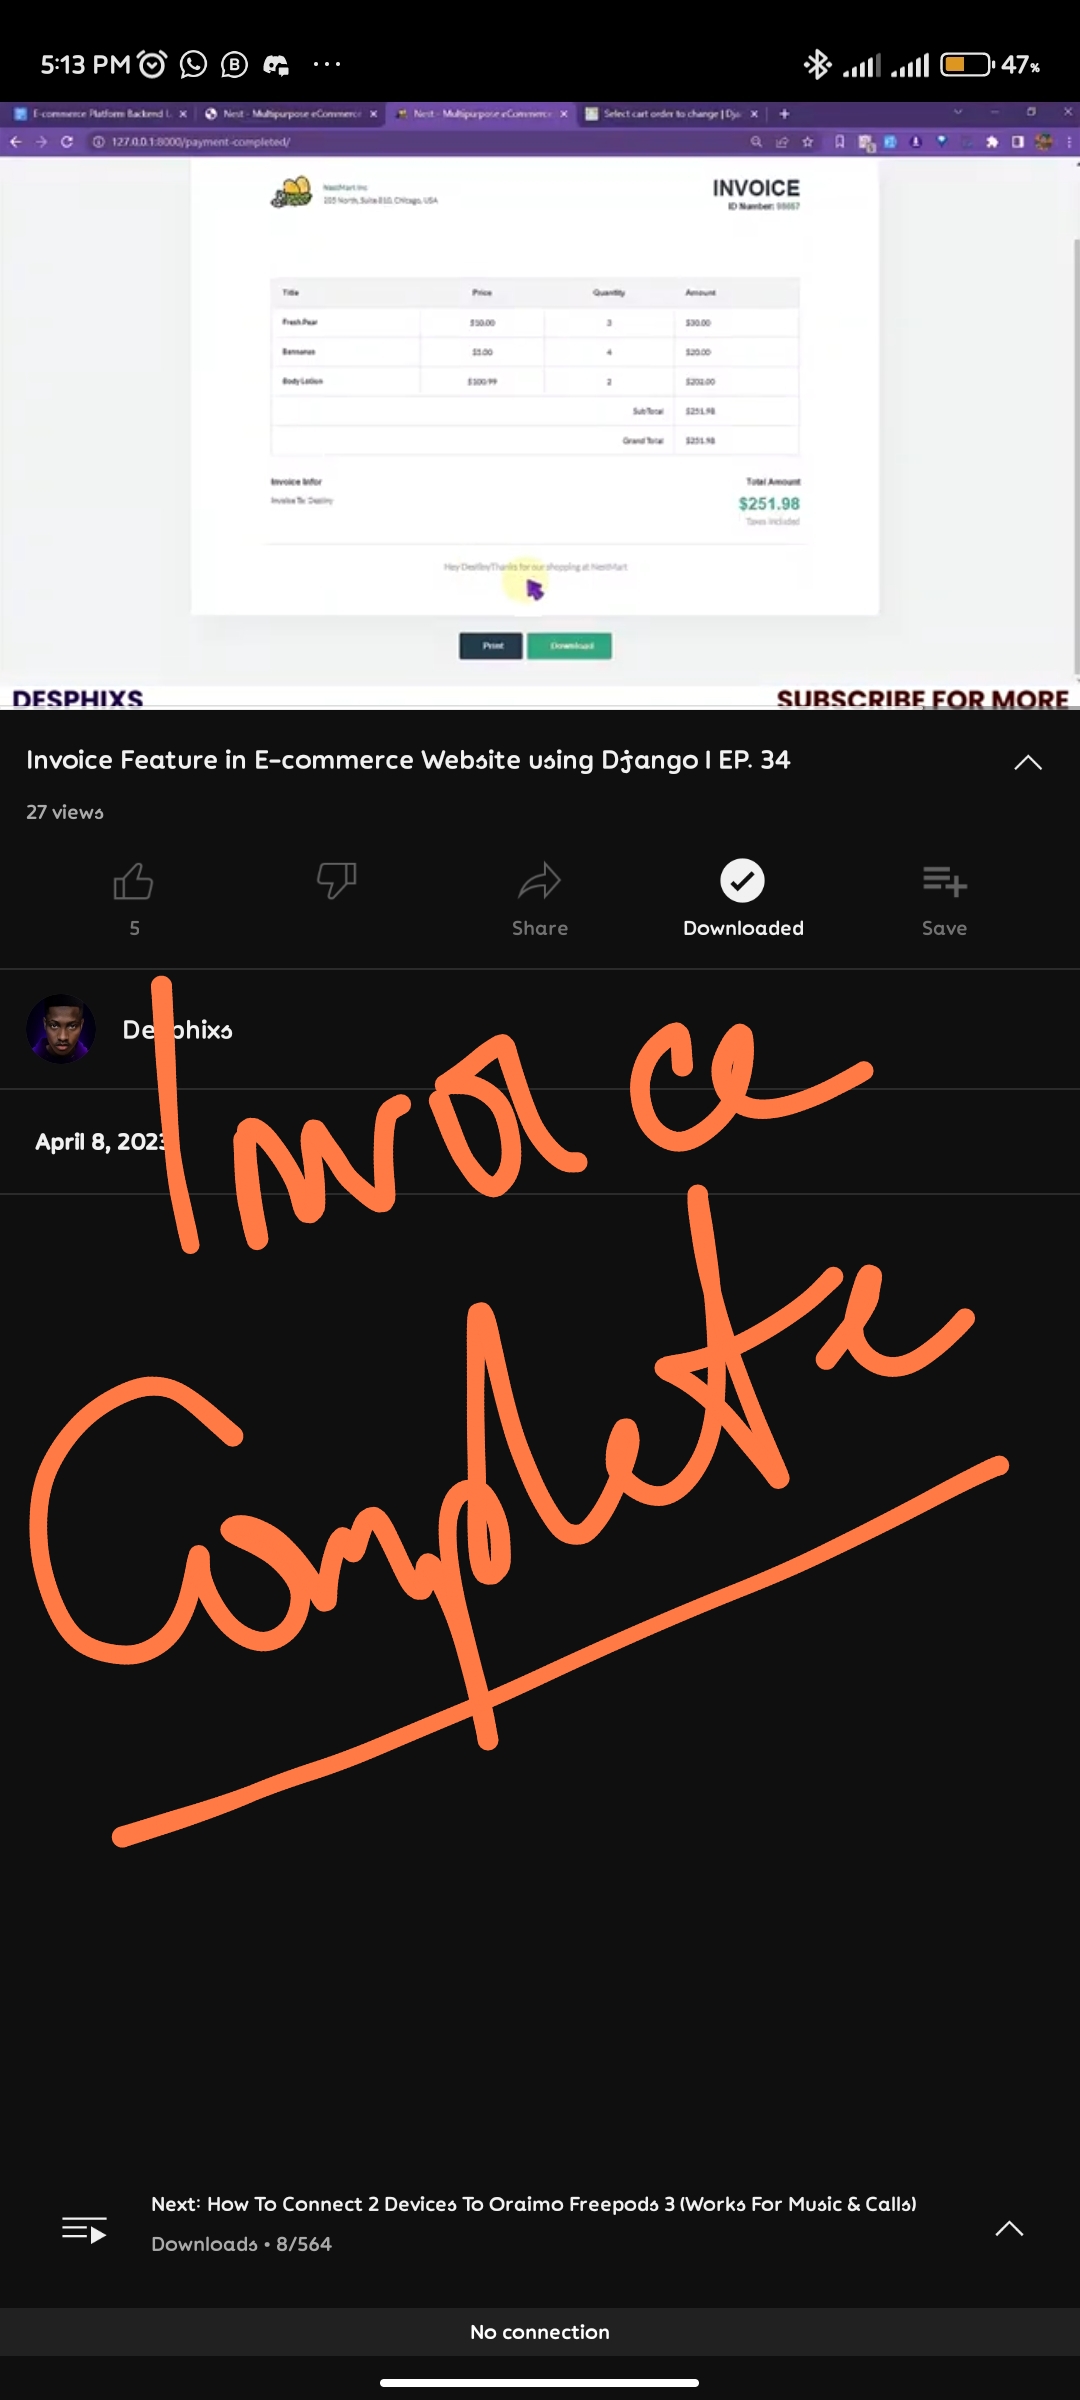 5:13 PM
47%
E-commerce Platform Backend L
Nest - Multipurpose eCommerce
Nest - Multipurpose eCommerce
Select cart order to change | Dja
127.0.0.1:8000/payment-completed/
NestMart Inc
205 North, Suite 810, Chicago, USA
INVOICE
ID Number:
Title Price Quantity Amount
Fresh Pear $10.00 3 $30.00
Bannanas $5.00 4 $20.00
Body Lotion $100.99 2 $202.00
SubTotal $251.98
Grand Total $251.98
Invoice Infor
Total Amount
Invoice To: Destiny
$251.98
Taxes Included
Hey Destiny Thanks for our shopping at NestMart
Print
Download
DESPHIXS
SUBSCRIBE FOR MORE
Invoice Feature in E-commerce Website using Django | EP. 34
27 views
5
Share
Downloaded
Save
Desphixs
April 8, 2023
Invoice
Complete
Next: How To Connect 2 Devices To Oraimo Freepods 3 (Works For Music & Calls)
Downloads • 8/564
No connection